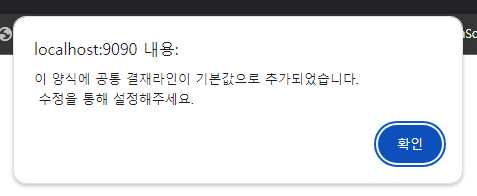 localhost:9090 내용:
이 양식에 공통 결재라인이 기본값으로 추가되었습니다.
수정을 통해 설정해주세요.
확인